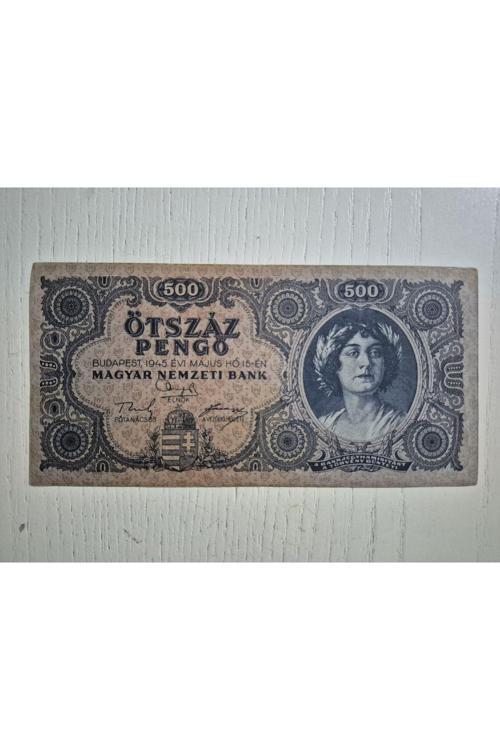 500
500
ÖTSZÁZ
PENGŐ
BUDAPEST, 1945. ÉVI MÁJUS HÓ 15-ÉN
MAGYAR NEMZETI BANK
ELNÖK
FŐTANÁCSOS